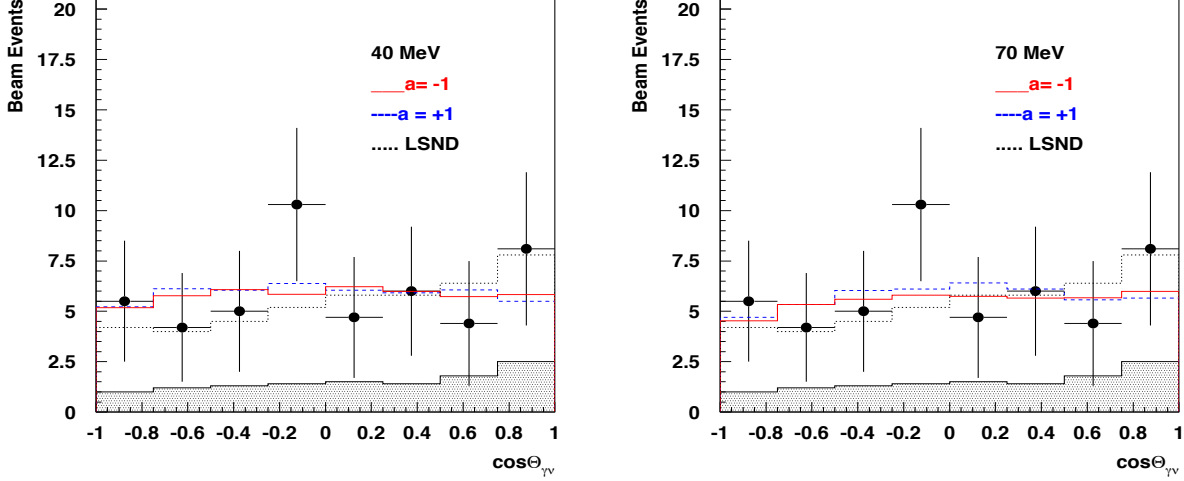 Beam Events
20
17.5
15
12.5
10
7.5
5
2.5
0
40 MeV
___a= -1
----a = +1
..... LSND
-1 -0.8 -0.6 -0.4 -0.2 0 0.2 0.4 0.6 0.8 1
cosΘγν
Beam Events
20
17.5
15
12.5
10
7.5
5
2.5
0
70 MeV
___a= -1
----a = +1
..... LSND
-1 -0.8 -0.6 -0.4 -0.2 0 0.2 0.4 0.6 0.8 1
cosΘγν